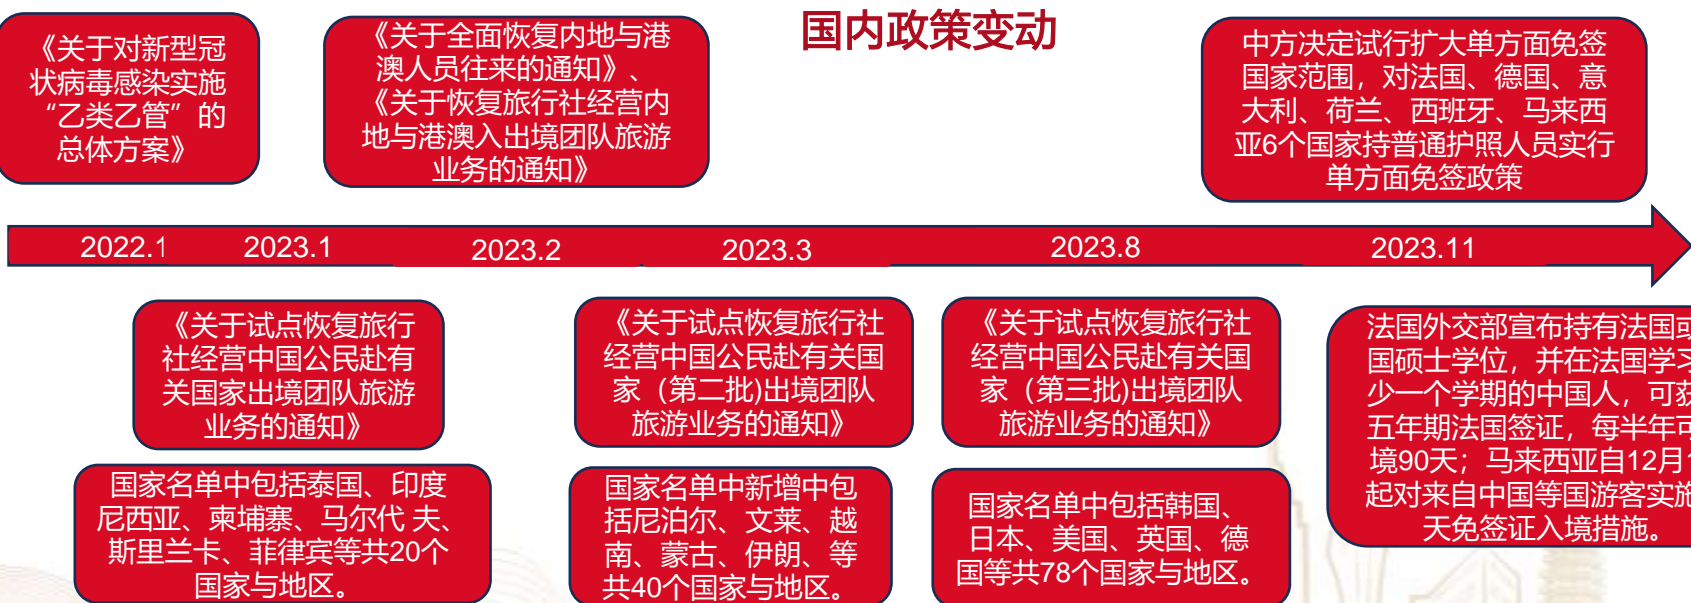 国内政策变动
《关于对新型冠
状病毒感染实施
“乙类乙管”的
总体方案》
《关于全面恢复内地与港
澳人员往来的通知》、
《关于恢复旅行社经营内
地与港澳入出境团队旅游
业务的通知》
中方决定试行扩大单方面免签
国家范围，对法国、德国、意
大利、荷兰、西班牙、马来西
亚6个国家持普通护照人员实行
单方面免签政策
2022.1
2023.1
2023.2
2023.3
2023.8
2023.11
《关于试点恢复旅行
社经营中国公民赴有
关国家出境团队旅游
业务的通知》
国家名单中包括泰国、印度
尼西亚、柬埔寨、马尔代 夫、
斯里兰卡、菲律宾等共20个
国家与地区。
《关于试点恢复旅行社
经营中国公民赴有关国
家（第二批)出境团队
旅游业务的通知》
国家名单中新增中包
括尼泊尔、文莱、越
南、蒙古、伊朗、等
共40个国家与地区。
《关于试点恢复旅行社
经营中国公民赴有关国
家（第三批)出境团队
旅游业务的通知》
国家名单中包括韩国、
日本、美国、英国、德
国等共78个国家与地区。
法国外交部宣布持有法国或
国硕士学位，并在法国学习
少一个学期的中国人，可获
五年期法国签证，每半年可
境90天；马来西亚自12月1
起对来自中国等国游客实施
天免签证入境措施。